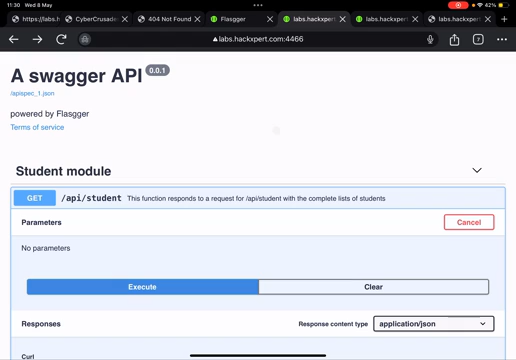 11:30 Wed 8 May
42%
https://labs.h
CyberCrusade
404 Not Found
Flasgger
labs.hackxpert
labs.hackxpert
labs.hackxpert.
labs.hackxpert.com:4466
7
A swagger API 0.0.1
/apispec_1.json
powered by Flasgger
Terms of service
Student module
GET /api/student This function responds to a request for /api/student with the complete lists of students
Parameters Cancel
No parameters
Execute Clear
Responses Response content type application/json
Curl